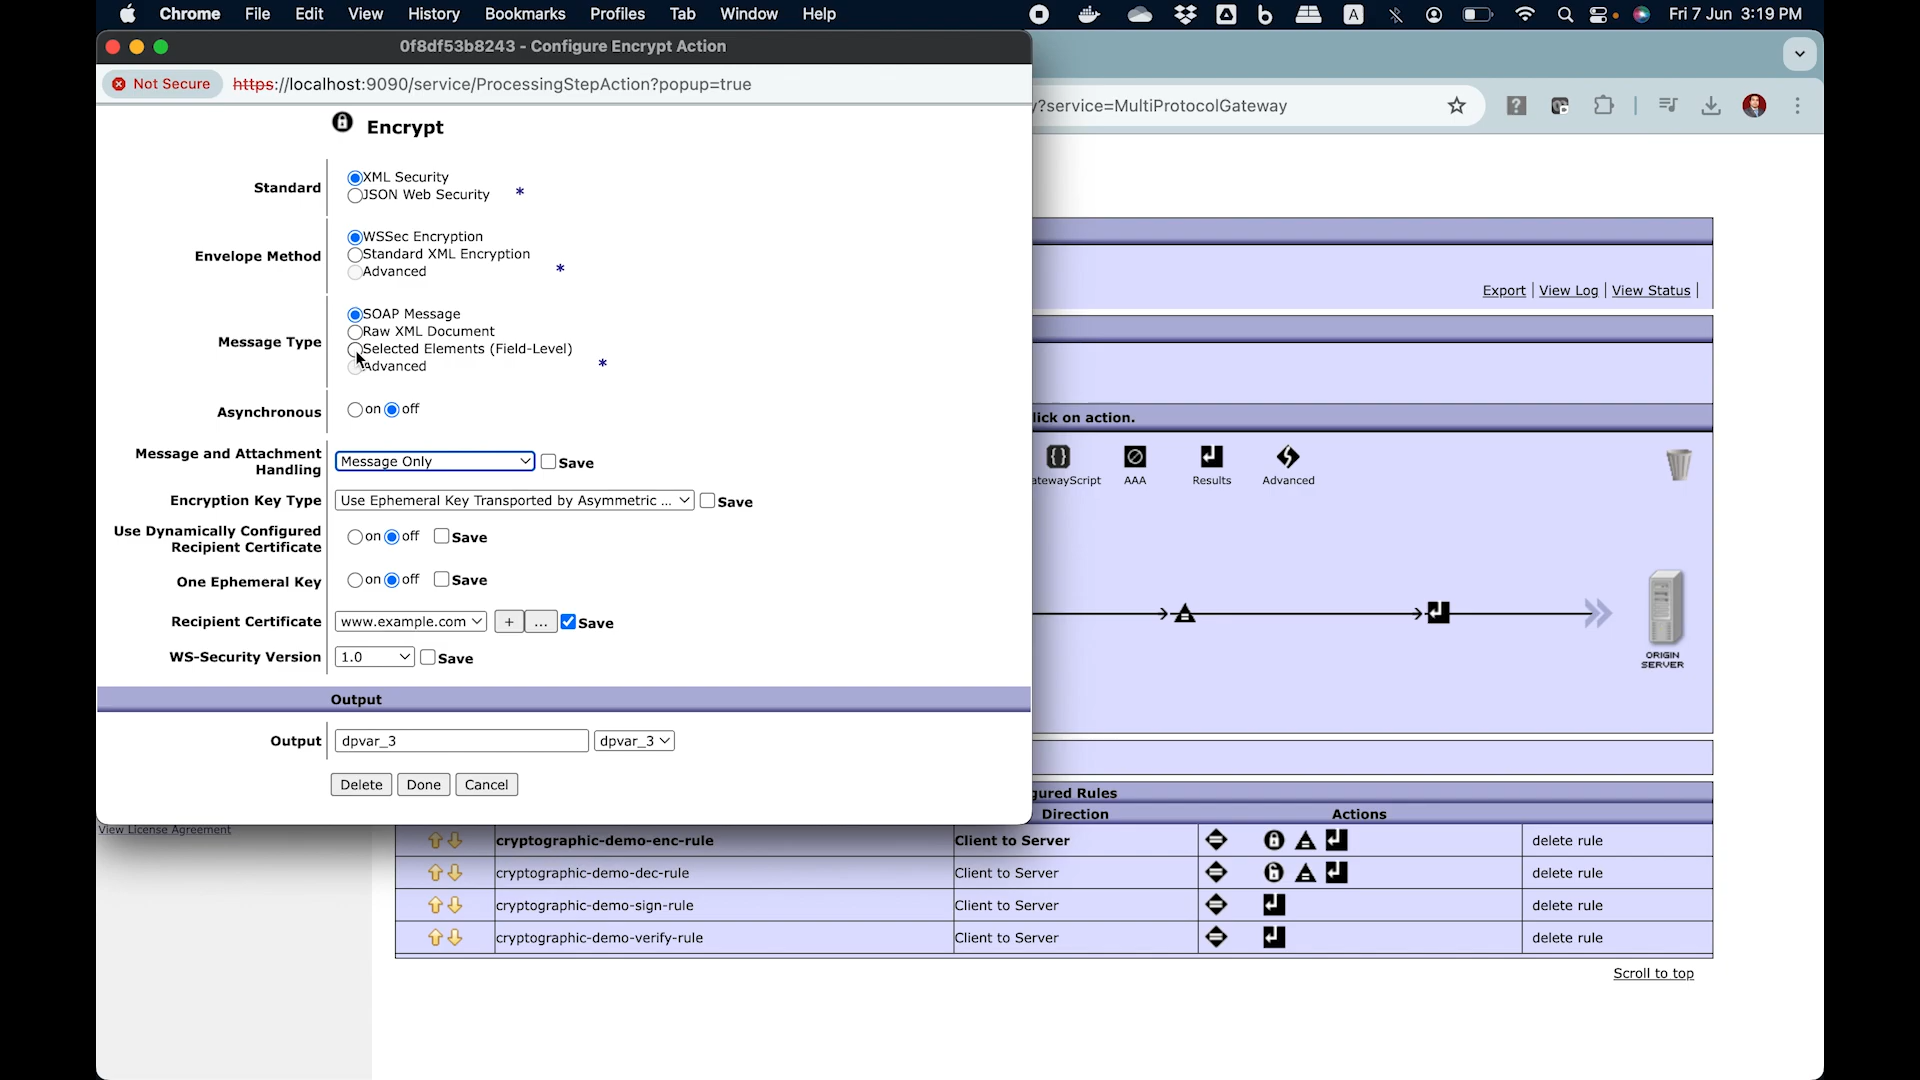 Chrome File Edit View History Bookmarks Profiles Tab Window Help Fri 7 Jun 3:19 PM
0f8df53b8243 - Configure Encrypt Action
Not Secure https://localhost:9090/service/ProcessingStepAction?popup=true
y?service=MultiProtocolGateway
Encrypt
Standard
XML Security
JSON Web Security *
Envelope Method
WSSec Encryption
Standard XML Encryption
Advanced *
Message Type
SOAP Message
Raw XML Document
Selected Elements (Field-Level)
Advanced *
Asynchronous on off
Message and Attachment Handling Message Only Save
Encryption Key Type Use Ephemeral Key Transported by Asymmetric ... Save
Use Dynamically Configured Recipient Certificate on off Save
One Ephemeral Key on off Save
Recipient Certificate www.example.com + ... Save
WS-Security Version 1.0 Save
Output
Output dpvar_3 dpvar_3
Delete Done Cancel
Export View Log View Status
lick on action.
atewayScript AAA Results Advanced
ORIGIN
SERVER
gured Rules
Direction Actions
View License Agreement
cryptographic-demo-enc-rule Client to Server delete rule
cryptographic-demo-dec-rule Client to Server delete rule
cryptographic-demo-sign-rule Client to Server delete rule
cryptographic-demo-verify-rule Client to Server delete rule
Scroll to top